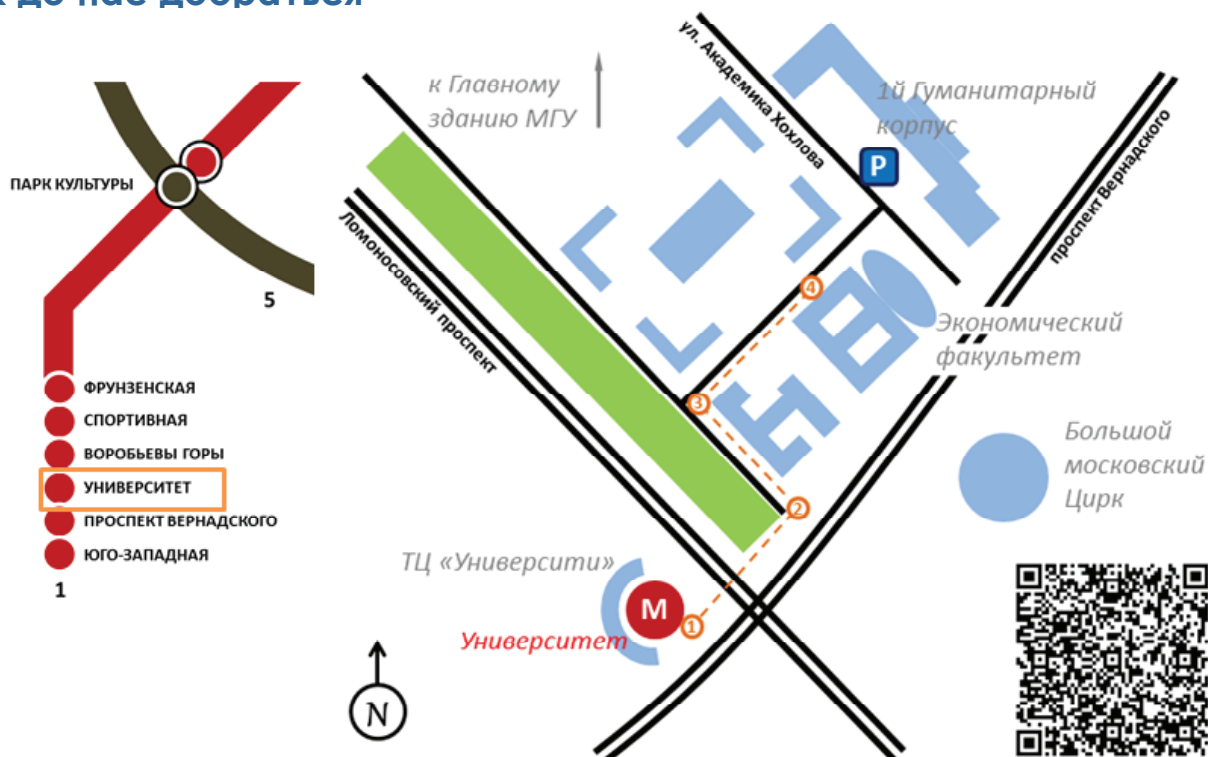 до нас добраться
ПАРК КУЛЬТУРЫ
5
ФРУНЗЕНСКАЯ
СПОРТИВНАЯ
ВОРОБЬЕВЫ ГОРЫ
УНИВЕРСИТЕТ
ПРОСПЕКТ ВЕРНАДСКОГО
ЮГО-ЗАПАДНАЯ
1
к Главному
зданию МГУ
ул. Академика Хохлова
1й Гуманитарный
корпус
P
проспект Вернадского
Ломоносовский проспект
4
Экономический
факультет
3
2
Большой
московский
Цирк
ТЦ «Университи»
М
1
Университет
N